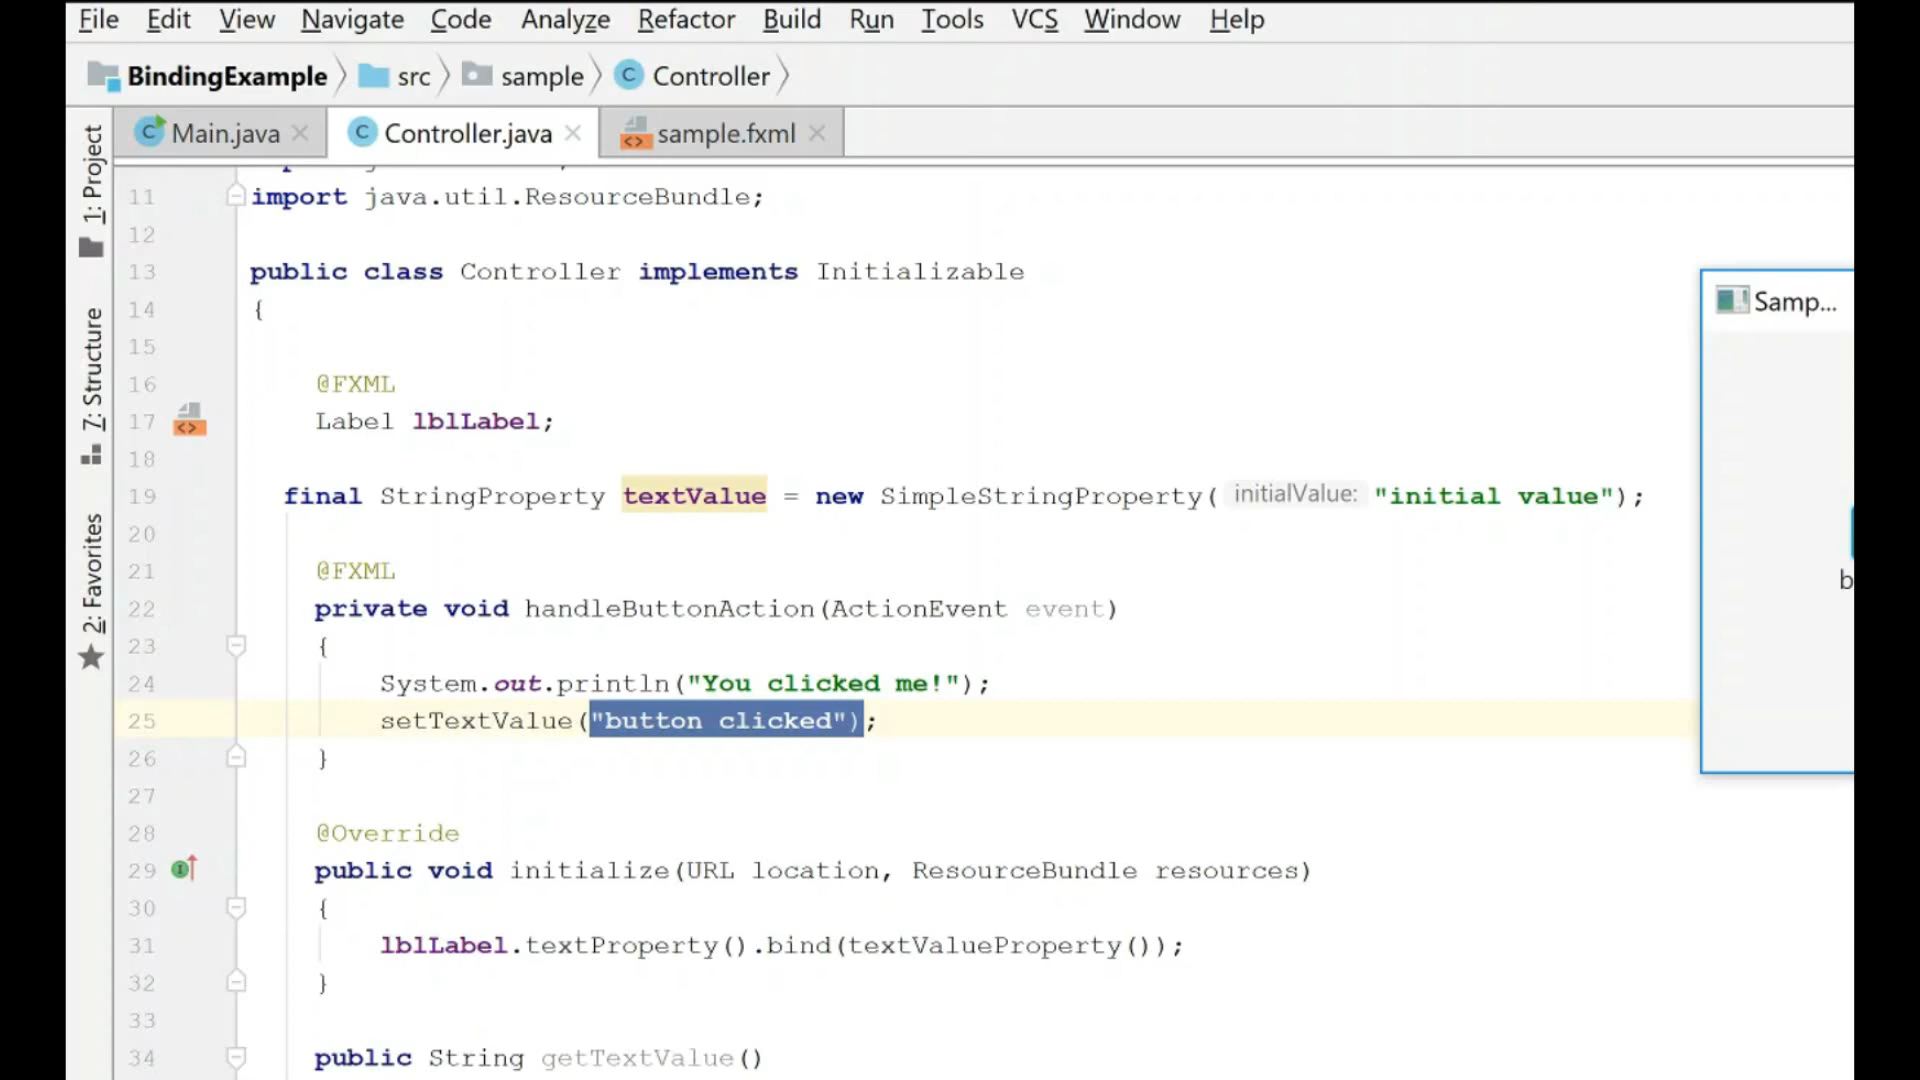 File Edit View Navigate Code Analyze Refactor Build Run Tools VCS Window Help
BindingExample src sample Controller
Main.java Controller.java sample.fxml
1: Project
7: Structure
2: Favorites
11 import java.util.ResourceBundle;
12
13 public class Controller implements Initializable
14 {
15
16 @FXML
17 Label lblLabel;
18
19 final StringProperty textValue = new SimpleStringProperty( initialValue: "initial value");
20
21 @FXML
22 private void handleButtonAction(ActionEvent event)
23 {
24 System.out.println("You clicked me!");
25 setTextValue("button clicked");
26 }
27
28 @Override
29 public void initialize(URL location, ResourceBundle resources)
30 {
31 lblLabel.textProperty().bind(textValueProperty());
32 }
33
34 public String getTextValue()
Samp...
b